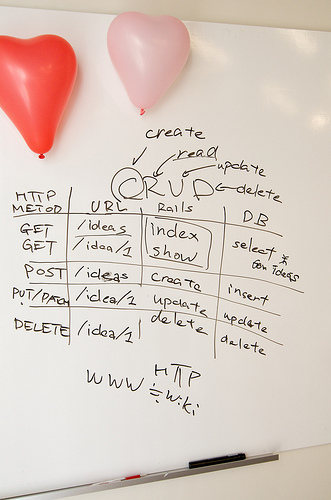 create
read
update
CRUD ← delete
HTTP METOD URL Rails DB
GET /ideas index select * from ideas
GET /idea/1 show
POST /ideas create insert
PUT/PATCH /idea/1 update update
DELETE /idea/1 delete delete
WWW HTTP
≒ Wiki